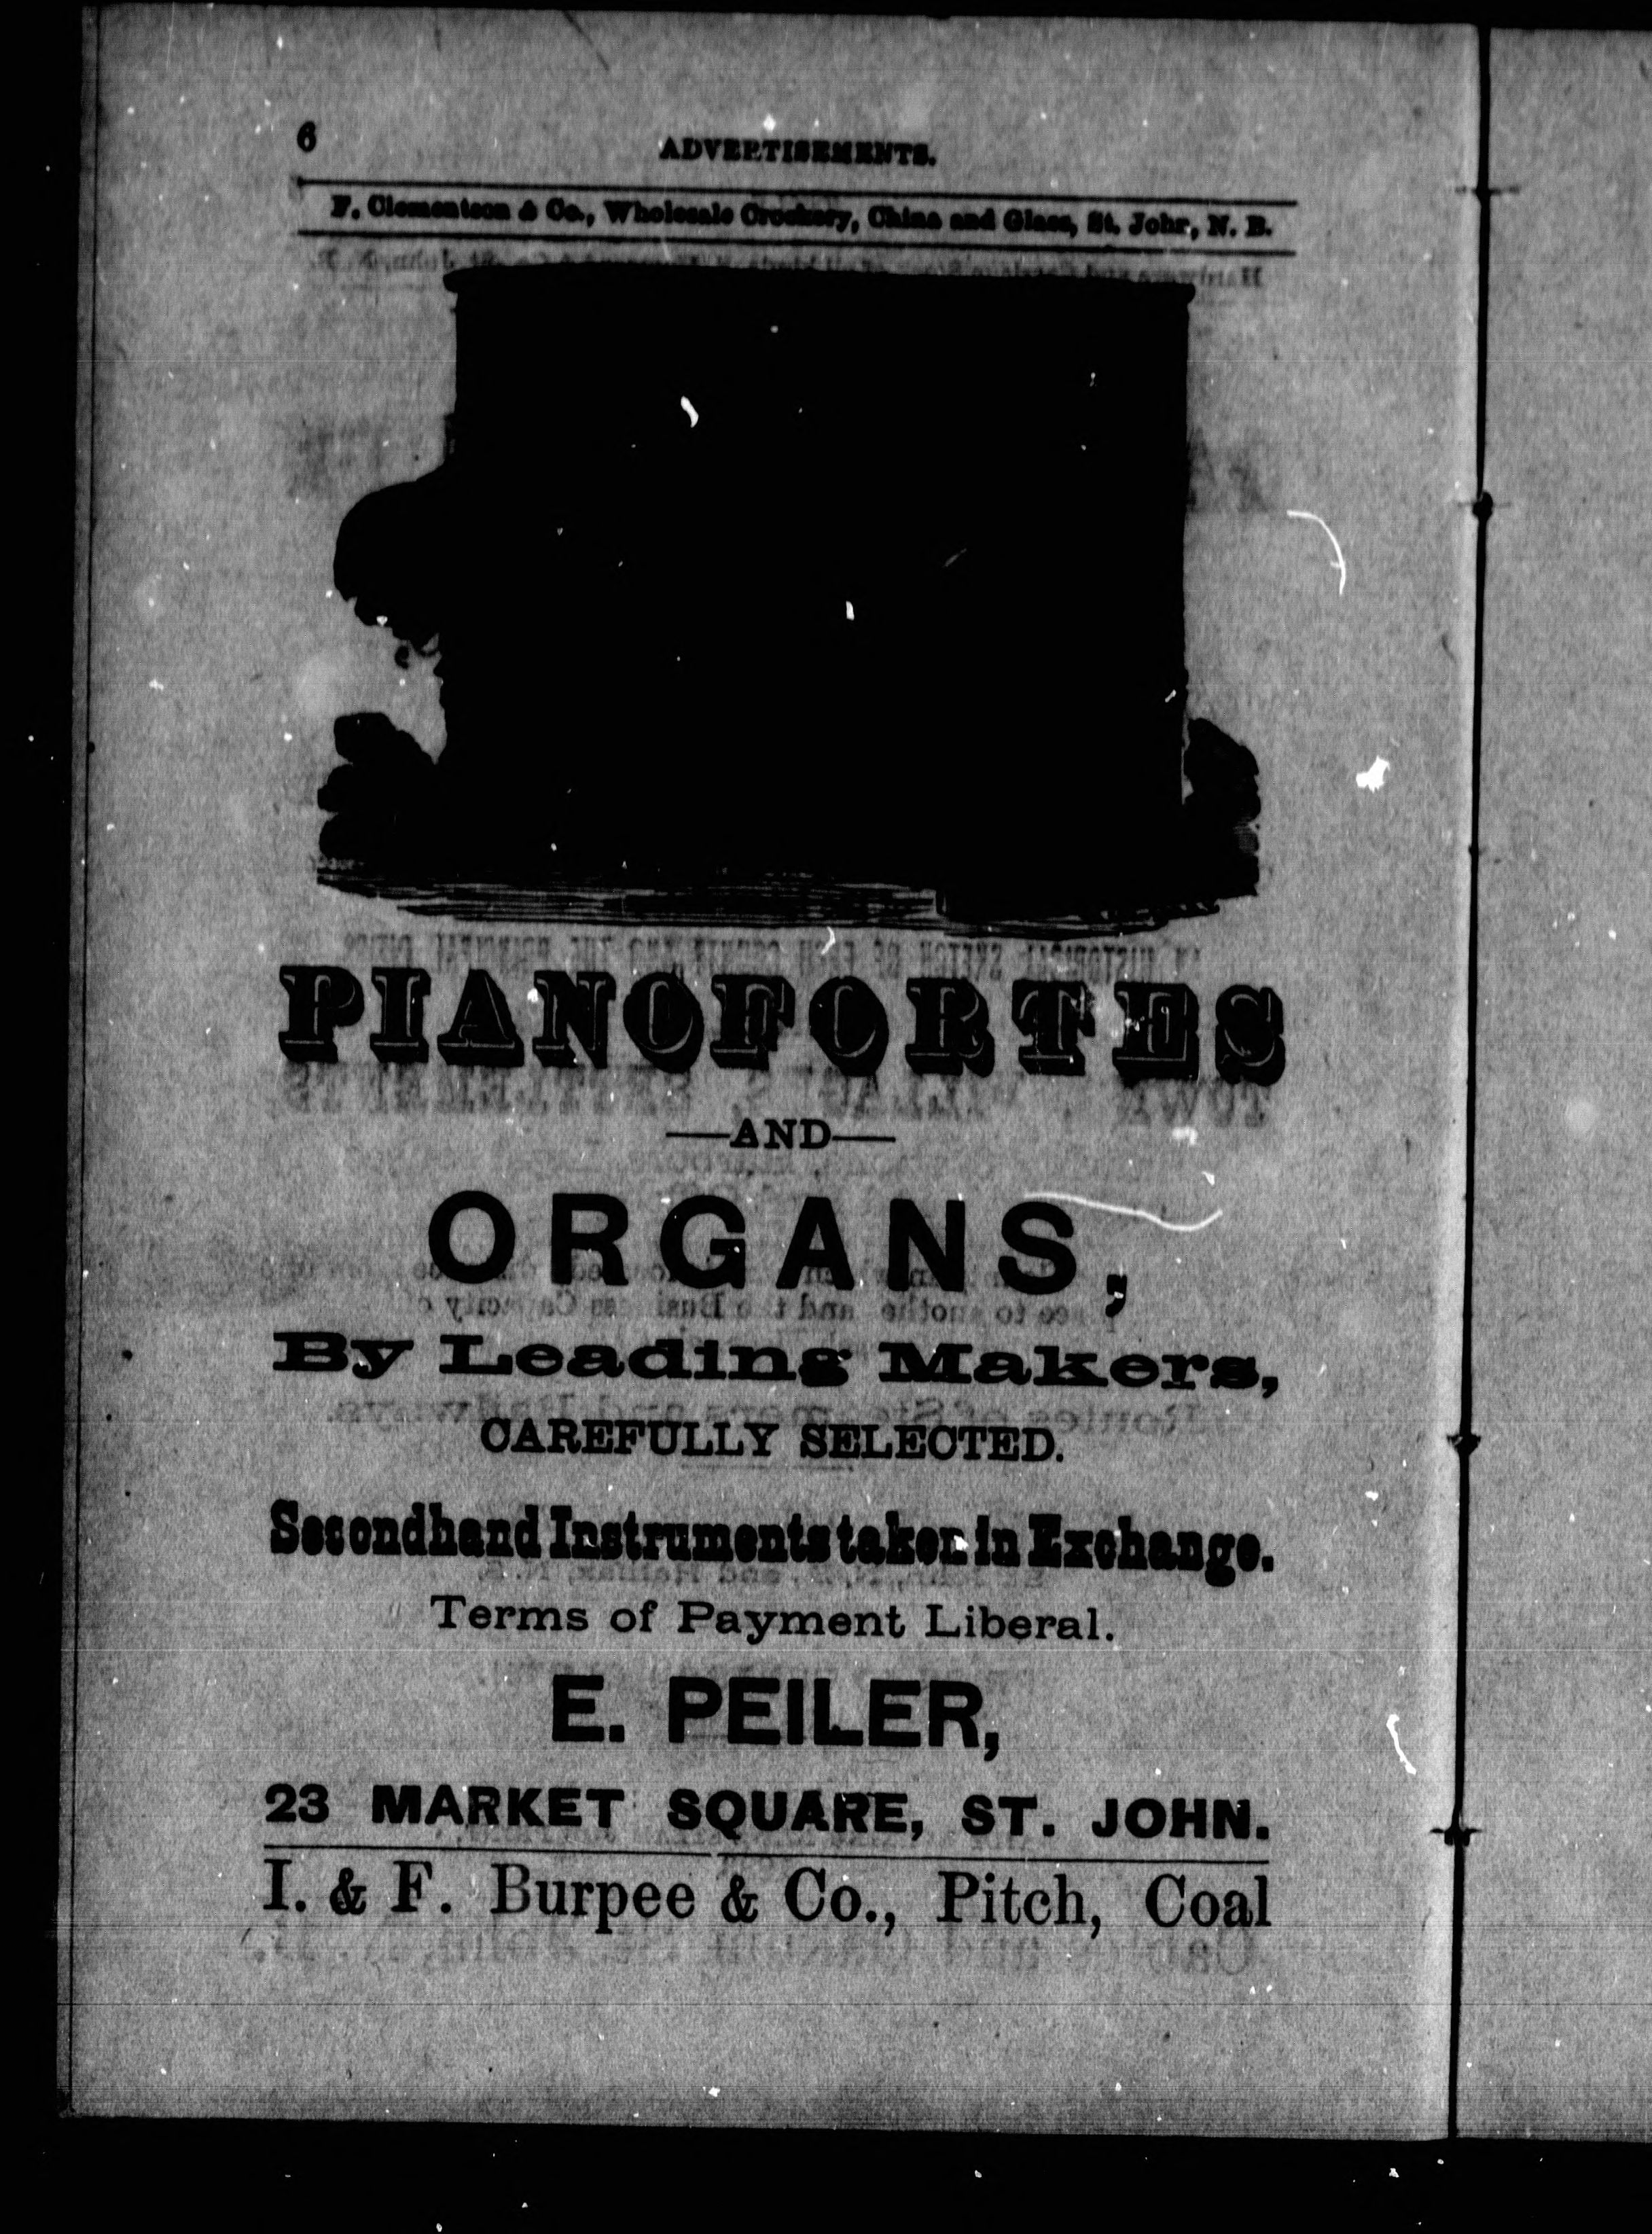 6
ADVERTISEMENTS.
F. Clementson & Co., Wholesale Crockery, China and Glass, St. John, N. B.
PIANOFORTES
—AND—
ORGANS,
By Leading Makers,
CAREFULLY SELECTED.
Secondhand Instruments taken in Exchange.
Terms of Payment Liberal.
E. PEILER,
23 MARKET SQUARE, ST. JOHN.
I. & F. Burpee & Co., Pitch, Coal